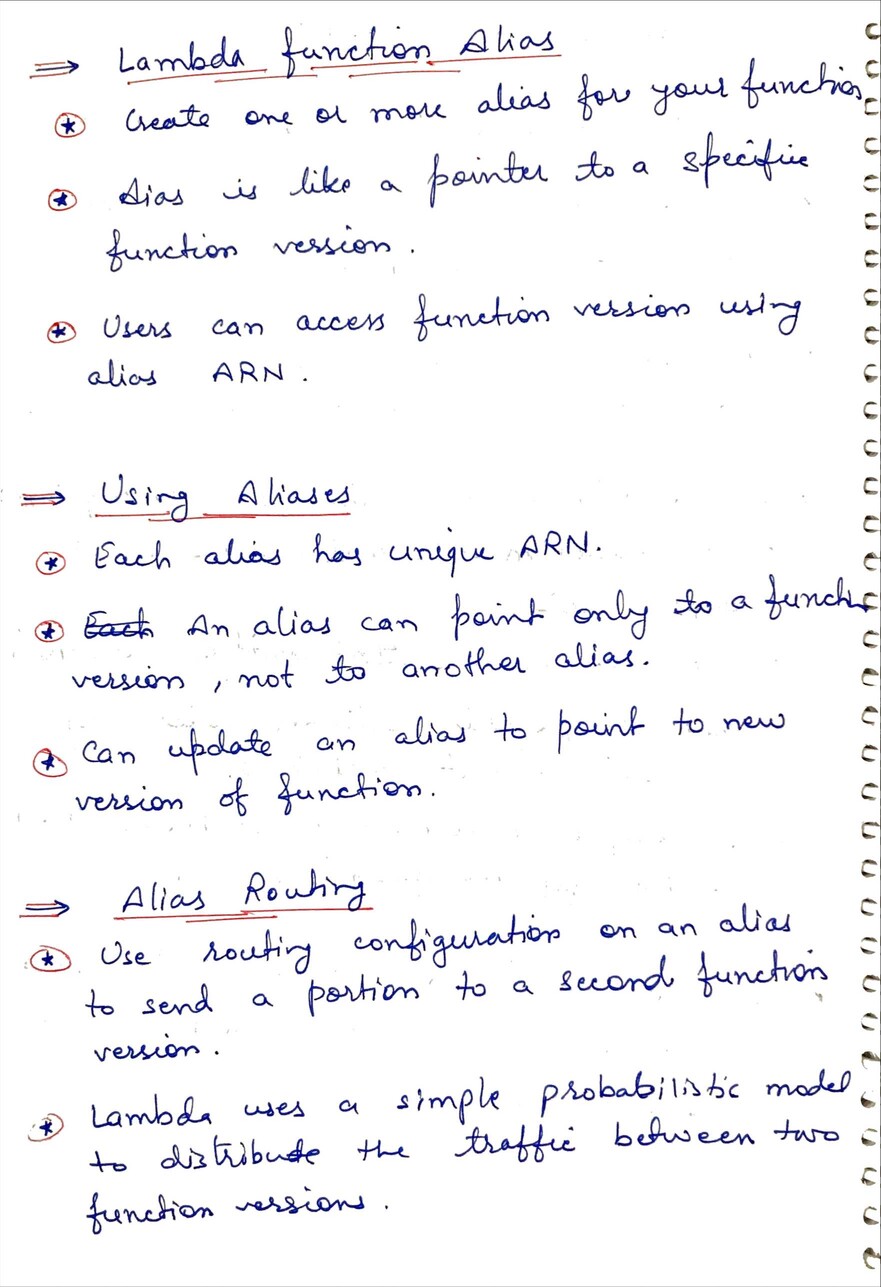 ⇒ Lambda function Alias
* Create one or more alias for your function
* Alias is like a pointer to a specific
function version.
* Users can access function version using
alias ARN.
⇒ Using Aliases
* Each alias has unique ARN.
* Each An alias can point only to a function
version, not to another alias.
* Can update an alias to point to new
version of function.
⇒ Alias Routing
* Use routing configuration on an alias
to send a portion to a second function
version.
* Lambda uses a simple probabilistic model
to distribute the traffic between two
function versions.